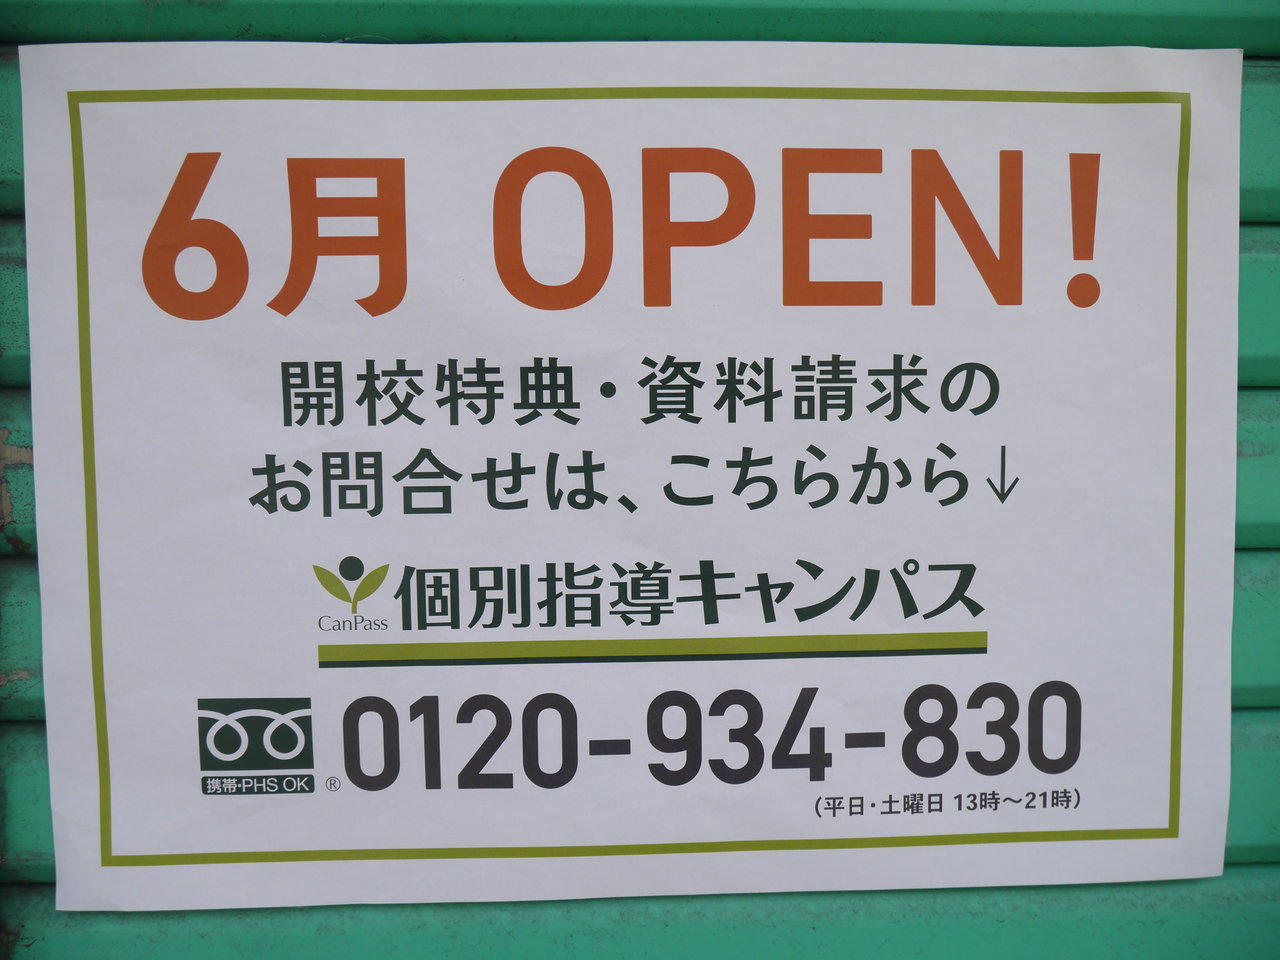 6月 OPEN!
開校特典・資料請求の
お問合せは、こちらから↓
CanPass
個別指導キャンパス
携帯・PHS OK
® 0120-934-830
(平日・土曜日 13時〜21時)